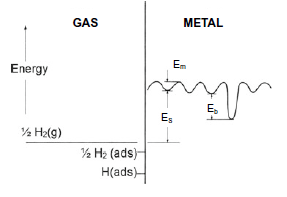 GAS
METAL
Energy
Em
Es
Eb
½ H₂(g)
½ H₂ (ads)
H(ads)